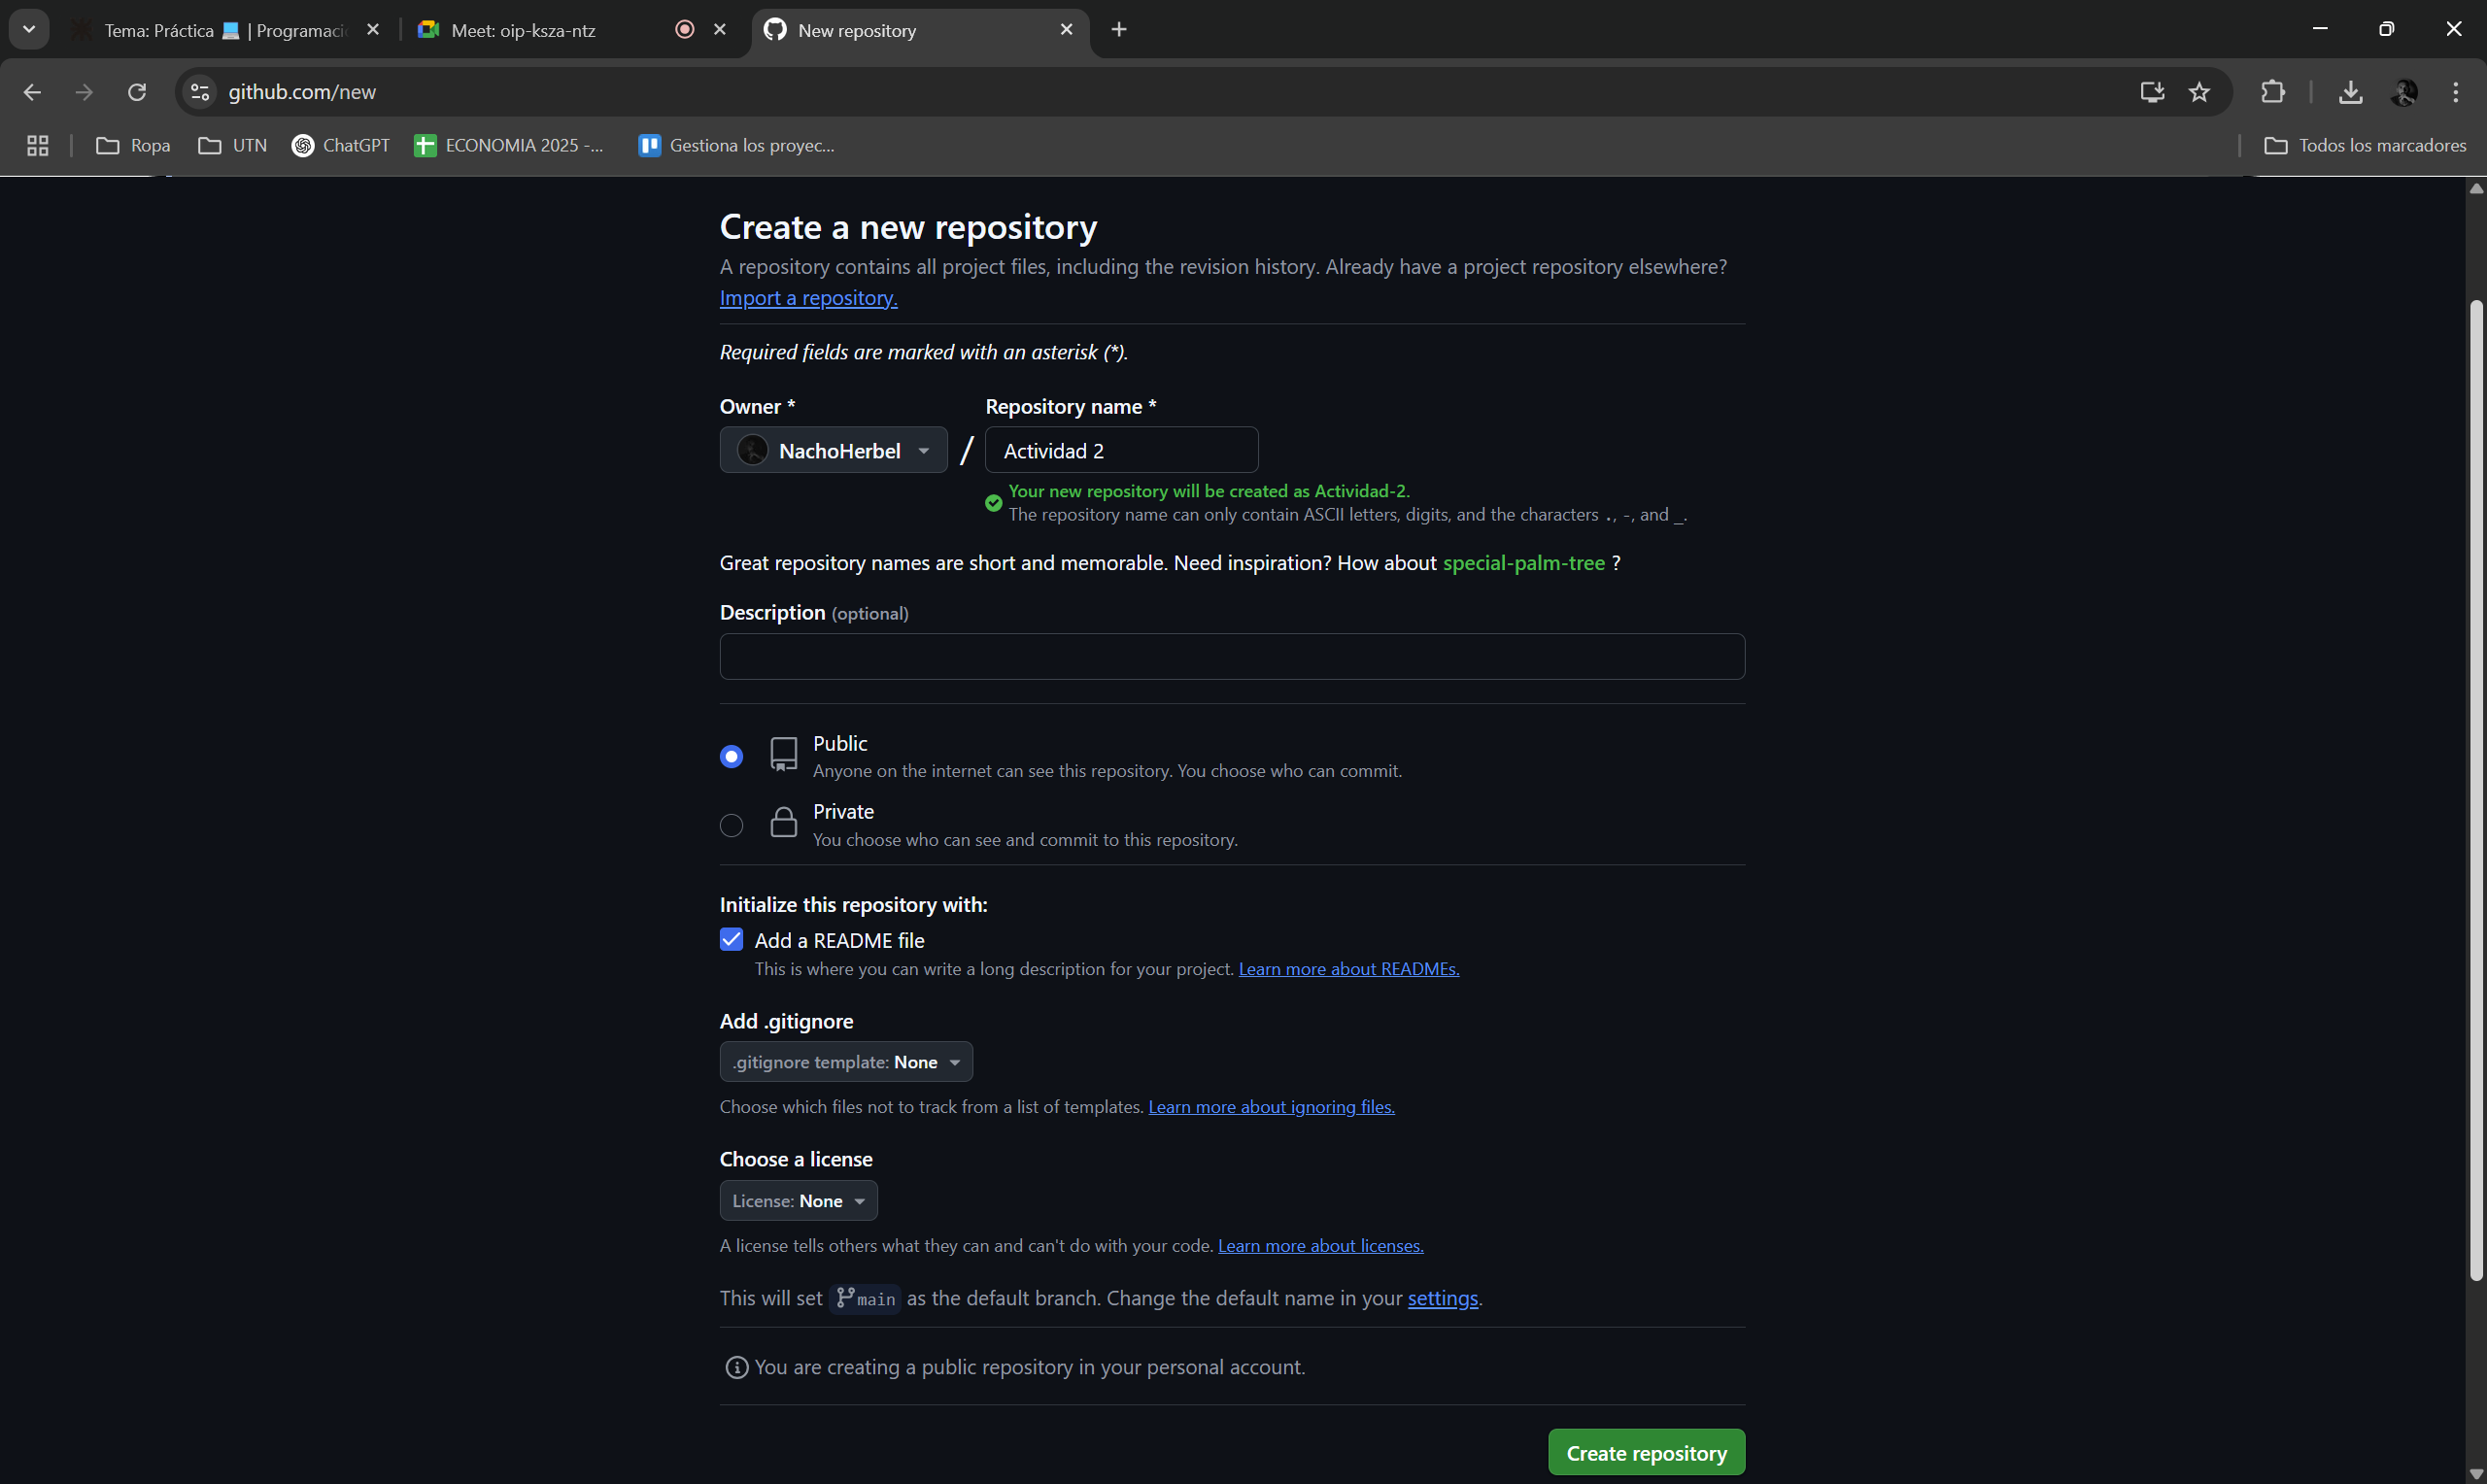 Tema: Práctica 💻 | Programaci
Meet: oip-ksza-ntz
New repository
github.com/new
Ropa
UTN
ChatGPT
ECONOMIA 2025 -...
Gestiona los proyec...
Todos los marcadores
Create a new repository
A repository contains all project files, including the revision history. Already have a project repository elsewhere?
Import a repository.
Required fields are marked with an asterisk (*).
Owner *
Repository name *
NachoHerbel
/
Actividad 2
Your new repository will be created as Actividad-2.
The repository name can only contain ASCII letters, digits, and the characters ., -, and _.
Great repository names are short and memorable. Need inspiration? How about special-palm-tree ?
Description (optional)
Public
Anyone on the internet can see this repository. You choose who can commit.
Private
You choose who can see and commit to this repository.
Initialize this repository with:
Add a README file
This is where you can write a long description for your project. Learn more about READMEs.
Add .gitignore
.gitignore template: None
Choose which files not to track from a list of templates. Learn more about ignoring files.
Choose a license
License: None
A license tells others what they can and can't do with your code. Learn more about licenses.
This will set main as the default branch. Change the default name in your settings.
You are creating a public repository in your personal account.
Create repository